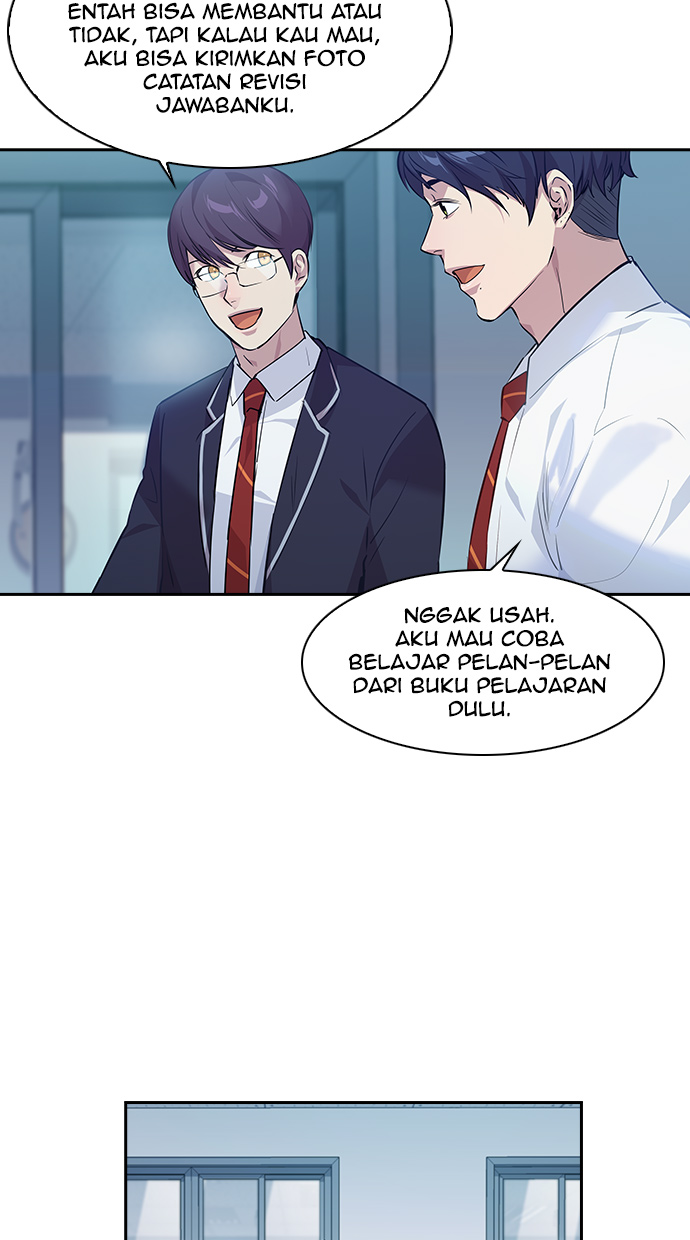 ENTAH BISA MEMBANTU ATAU
TIDAK, TAPI KALAU KAU MAU,
AKU BISA KIRIMKAN FOTO
CATATAN REVISI
JAWABANKU.
NGGAK USAH.
AKU MAU COBA
BELAJAR PELAN-PELAN
DARI BUKU PELAJARAN
DULU.